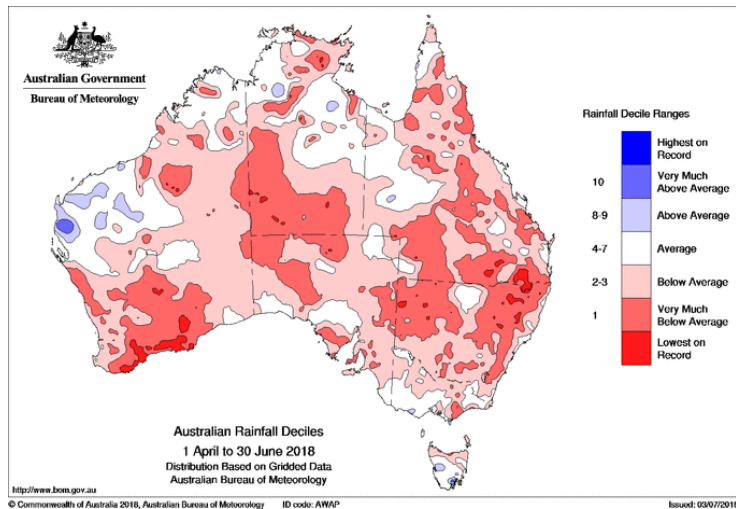 Australian Government
Bureau of Meteorology
Rainfall Decile Ranges
Highest on
Record
10
Very Much
Above Average
8-9
Above Average
4-7
Average
2-3
Below Average
1
Very Much
Below Average
Lowest on
Record
Australian Rainfall Deciles
1 April to 30 June 2018
Distribution Based on Gridded Data
Australian Bureau of Meteorology
http://www.bom.gov.au
© Commonwealth of Australia 2018, Australian Bureau of Meteorology ID code: AWAP Issued: 03/07/2018